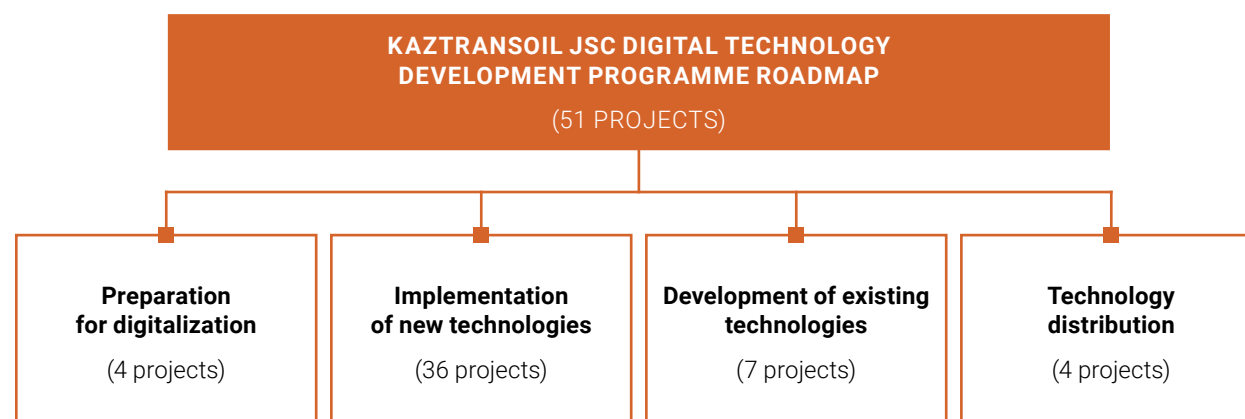 KAZTRANSOIL JSC DIGITAL TECHNOLOGY
DEVELOPMENT PROGRAMME ROADMAP
(51 PROJECTS)
Preparation
for digitalization
(4 projects)
Implementation
of new technologies
(36 projects)
Development of existing
technologies
(7 projects)
Technology
distribution
(4 projects)